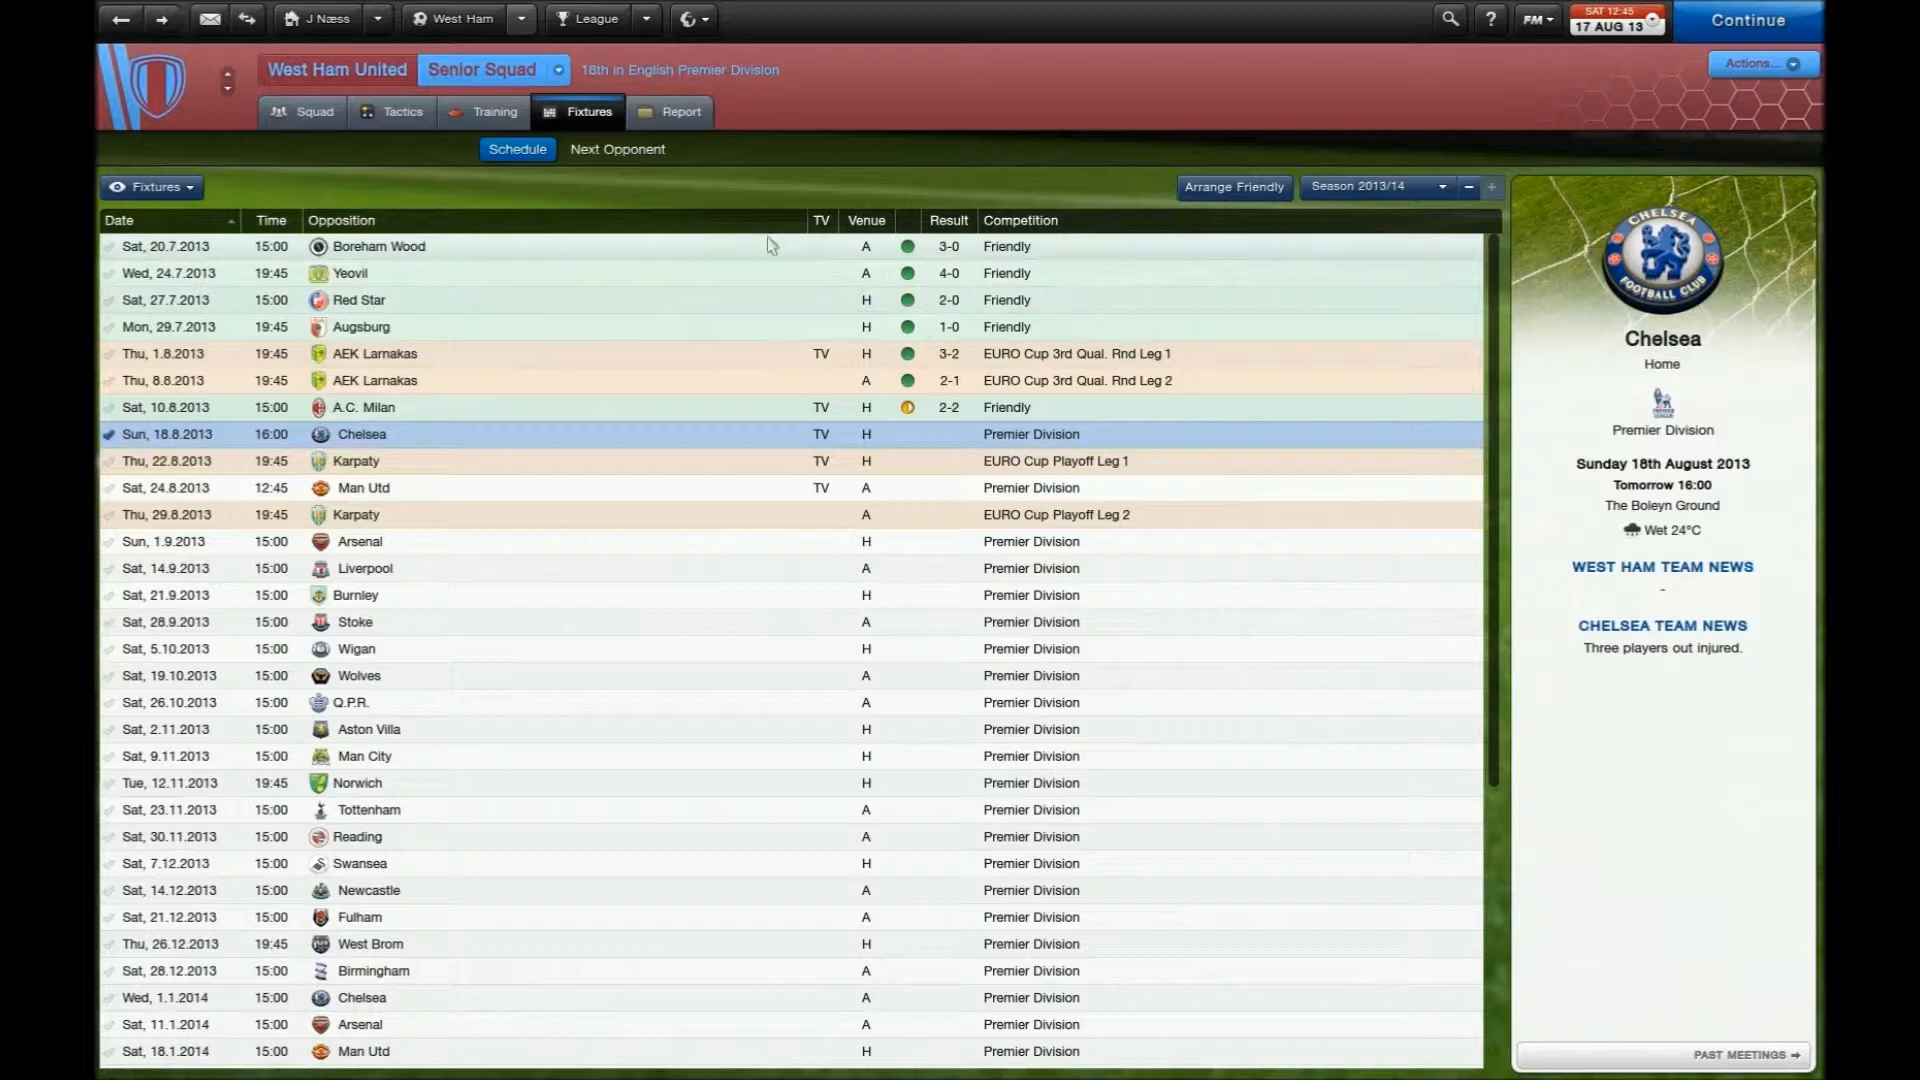 J Næss West Ham League FM SAT 12:45 Continue
17 AUG 13
West Ham United Senior Squad 18th in English Premier Division Actions...
Squad Tactics Training Fixtures Report
Schedule Next Opponent
Fixtures Arrange Friendly Season 2013/14
Date Time Opposition TV Venue Result Competition
Sat, 20.7.2013 15:00 Boreham Wood A 3-0 Friendly
Wed, 24.7.2013 19:45 Yeovil A 4-0 Friendly
Sat, 27.7.2013 15:00 Red Star H 2-0 Friendly
Mon, 29.7.2013 19:45 Augsburg H 1-0 Friendly
Thu, 1.8.2013 19:45 AEK Larnakas TV H 3-2 EURO Cup 3rd Qual. Rnd Leg 1
Thu, 8.8.2013 19:45 AEK Larnakas A 2-1 EURO Cup 3rd Qual. Rnd Leg 2
Sat, 10.8.2013 15:00 A.C. Milan TV H 2-2 Friendly
Sun, 18.8.2013 16:00 Chelsea TV H Premier Division
Thu, 22.8.2013 19:45 Karpaty TV H EURO Cup Playoff Leg 1
Sat, 24.8.2013 12:45 Man Utd TV A Premier Division
Thu, 29.8.2013 19:45 Karpaty A EURO Cup Playoff Leg 2
Sun, 1.9.2013 15:00 Arsenal H Premier Division
Sat, 14.9.2013 15:00 Liverpool A Premier Division
Sat, 21.9.2013 15:00 Burnley H Premier Division
Sat, 28.9.2013 15:00 Stoke A Premier Division
Sat, 5.10.2013 15:00 Wigan H Premier Division
Sat, 19.10.2013 15:00 Wolves A Premier Division
Sat, 26.10.2013 15:00 Q.P.R. A Premier Division
Sat, 2.11.2013 15:00 Aston Villa H Premier Division
Sat, 9.11.2013 15:00 Man City H Premier Division
Tue, 12.11.2013 19:45 Norwich H Premier Division
Sat, 23.11.2013 15:00 Tottenham A Premier Division
Sat, 30.11.2013 15:00 Reading A Premier Division
Sat, 7.12.2013 15:00 Swansea H Premier Division
Sat, 14.12.2013 15:00 Newcastle A Premier Division
Sat, 21.12.2013 15:00 Fulham A Premier Division
Thu, 26.12.2013 19:45 West Brom H Premier Division
Sat, 28.12.2013 15:00 Birmingham A Premier Division
Wed, 1.1.2014 15:00 Chelsea A Premier Division
Sat, 11.1.2014 15:00 Arsenal A Premier Division
Sat, 18.1.2014 15:00 Man Utd H Premier Division
CHELSEA
FOOTBALL CLUB
Chelsea
Home
Premier Division
Sunday 18th August 2013
Tomorrow 16:00
The Boleyn Ground
Wet 24°C
WEST HAM TEAM NEWS
-
CHELSEA TEAM NEWS
Three players out injured.
PAST MEETINGS